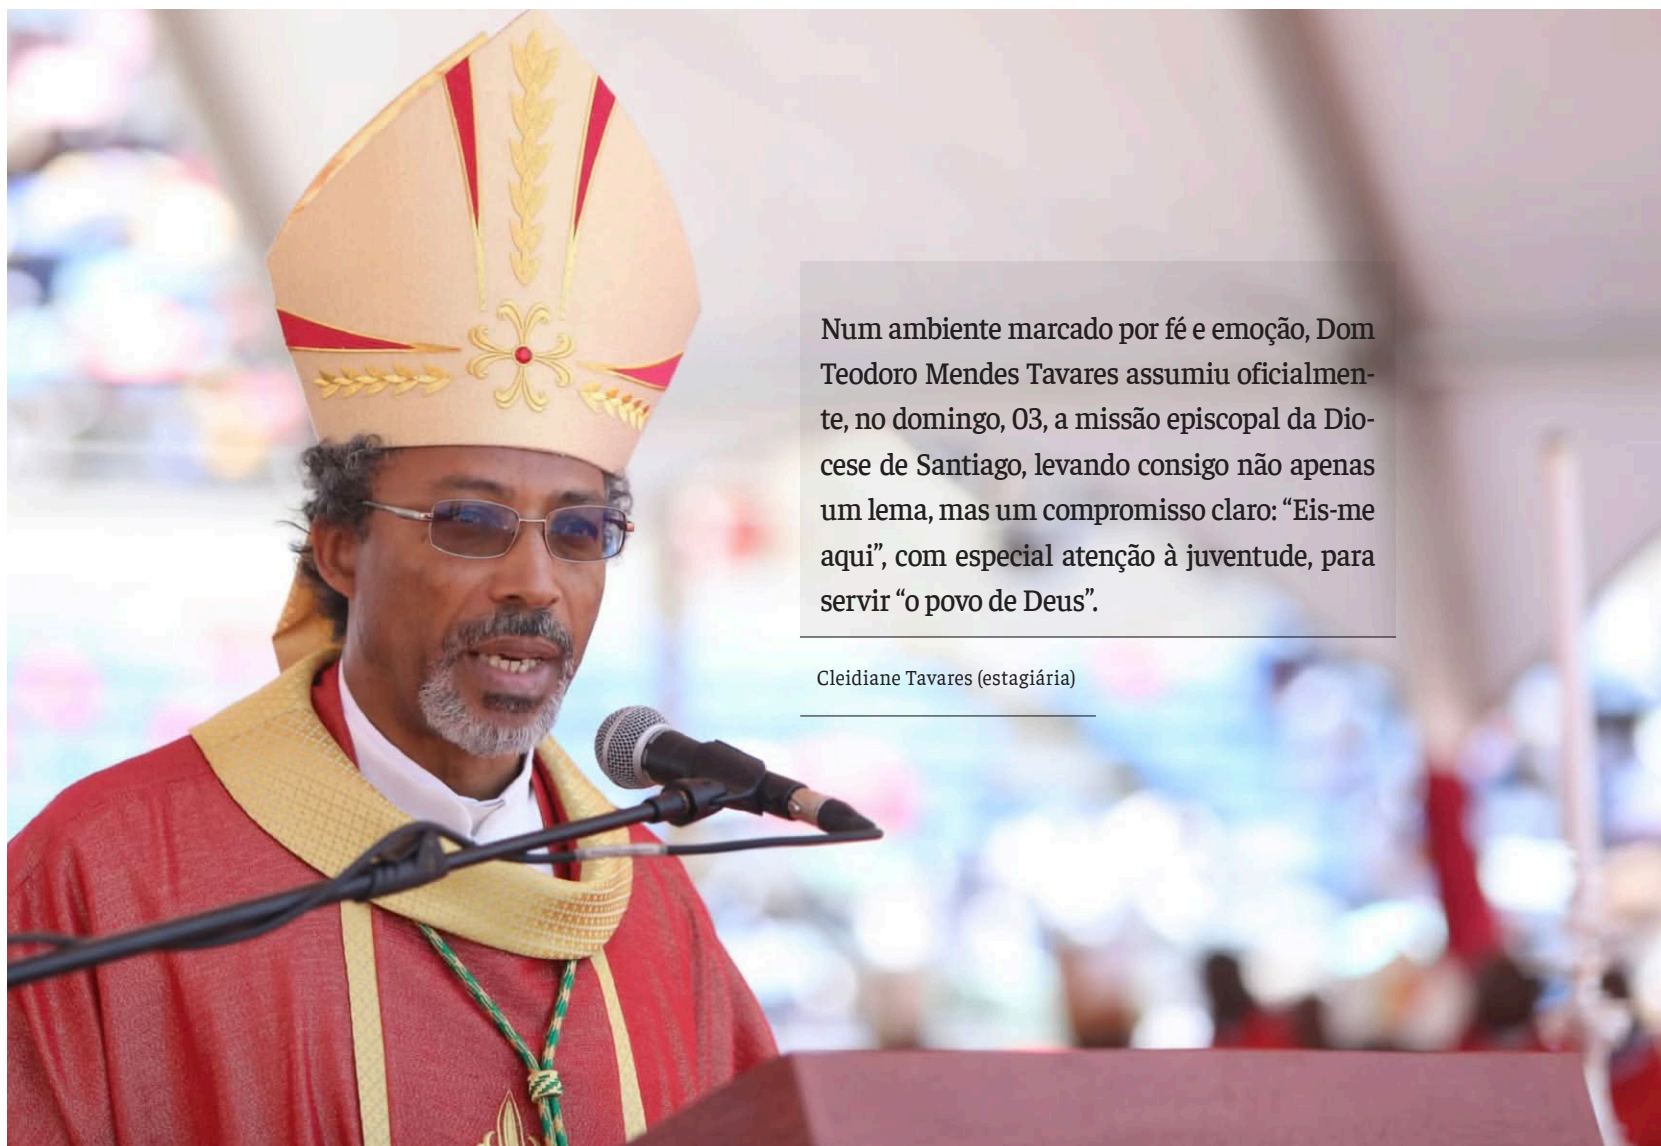 Num ambiente marcado por fé e emoção, Dom
Teodoro Mendes Tavares assumiu oficialmen-
te, no domingo, 03, a missão episcopal da Dio-
cese de Santiago, levando consigo não apenas
um lema, mas um compromisso claro: “Eis-me
aqui”, com especial atenção à juventude, para
servir “o povo de Deus”.
Cleidiane Tavares (estagiária)